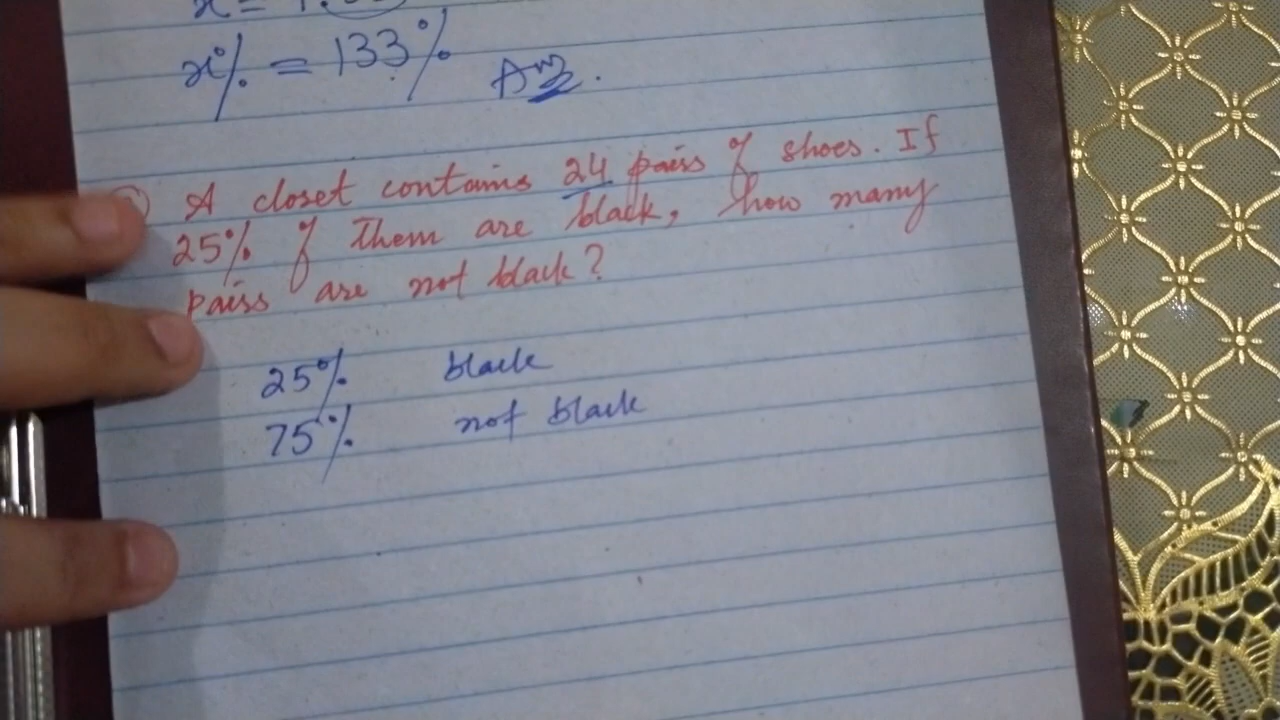 x% = 133% Ans.
A closet contains 24 pairs of shoes. If
25% of them are black, how many
pairs are not black?
25% black
75% not black